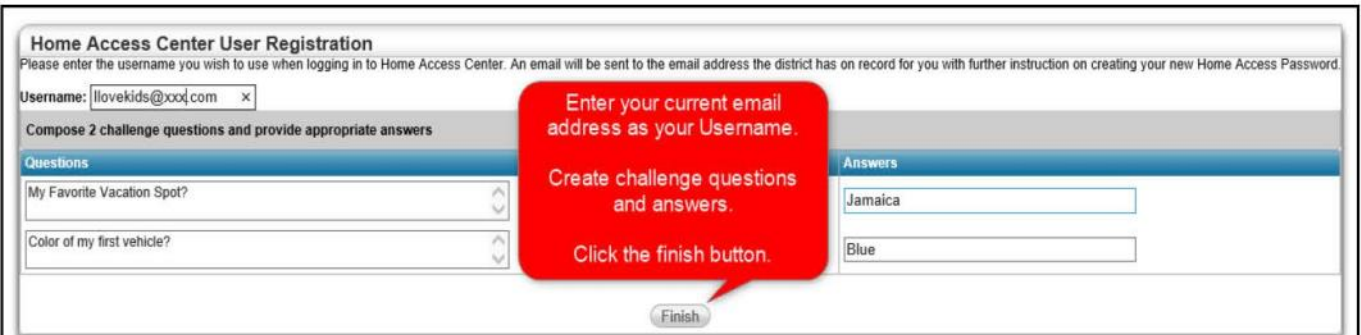 Home Access Center User Registration
Please enter the username you wish to use when logging in to Home Access Center. An email will be sent to the email address the district has on record for you with further instruction on creating your new Home Access Password.
Username: Ilovekids@xxx.com ×
Compose 2 challenge questions and provide appropriate answers
Questions Answers
My Favorite Vacation Spot? Jamaica
Color of my first vehicle? Blue
Enter your current email
address as your Username.
Create challenge questions
and answers.
Click the finish button.
Finish